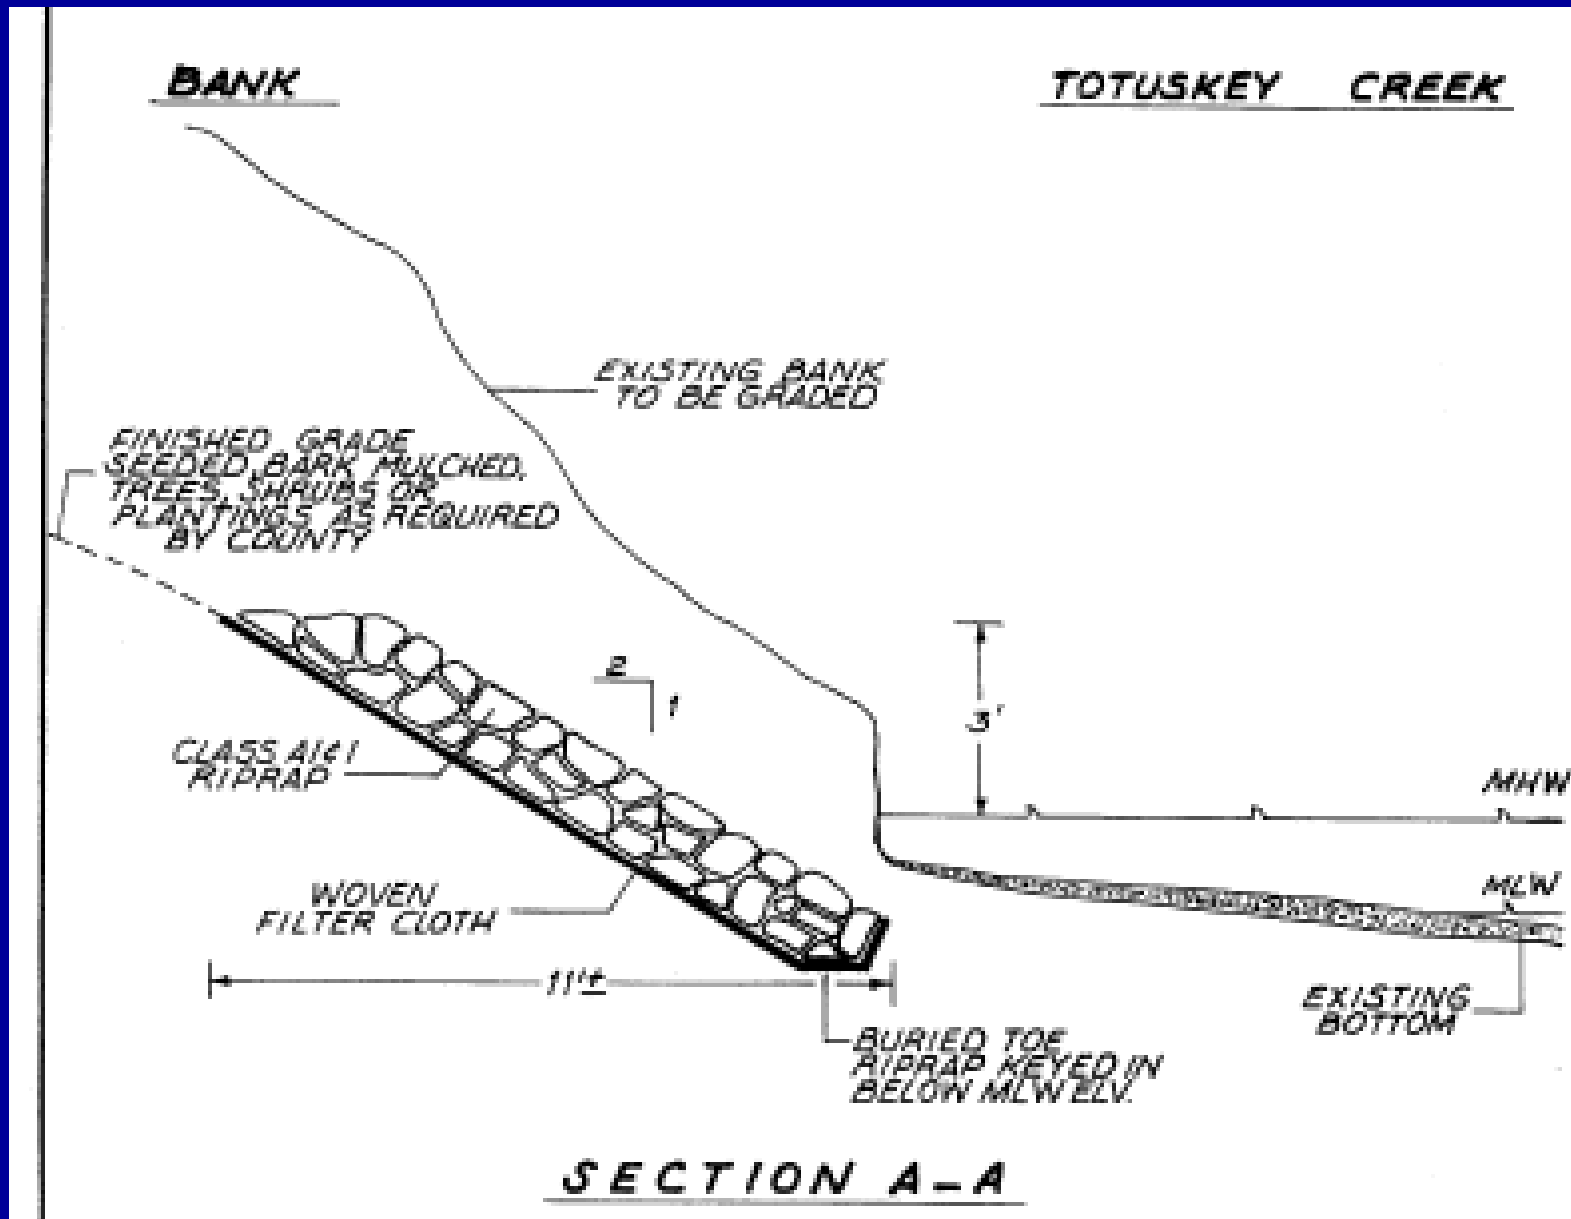 BANK
TOTUSKEY CREEK
EXISTING BANK
TO BE GRADED
FINISHED GRADE
SEEDED, BARK MULCHED,
TREES, SHRUBS OR
PLANTINGS AS REQUIRED
BY COUNTY
2
1
3'
CLASS A1 & 1
RIPRAP
MHW
MLW
WOVEN
FILTER CLOTH
11'±
EXISTING
BOTTOM
BURIED TOE
RIPRAP KEYED IN
BELOW MLW ELV.
SECTION A-A